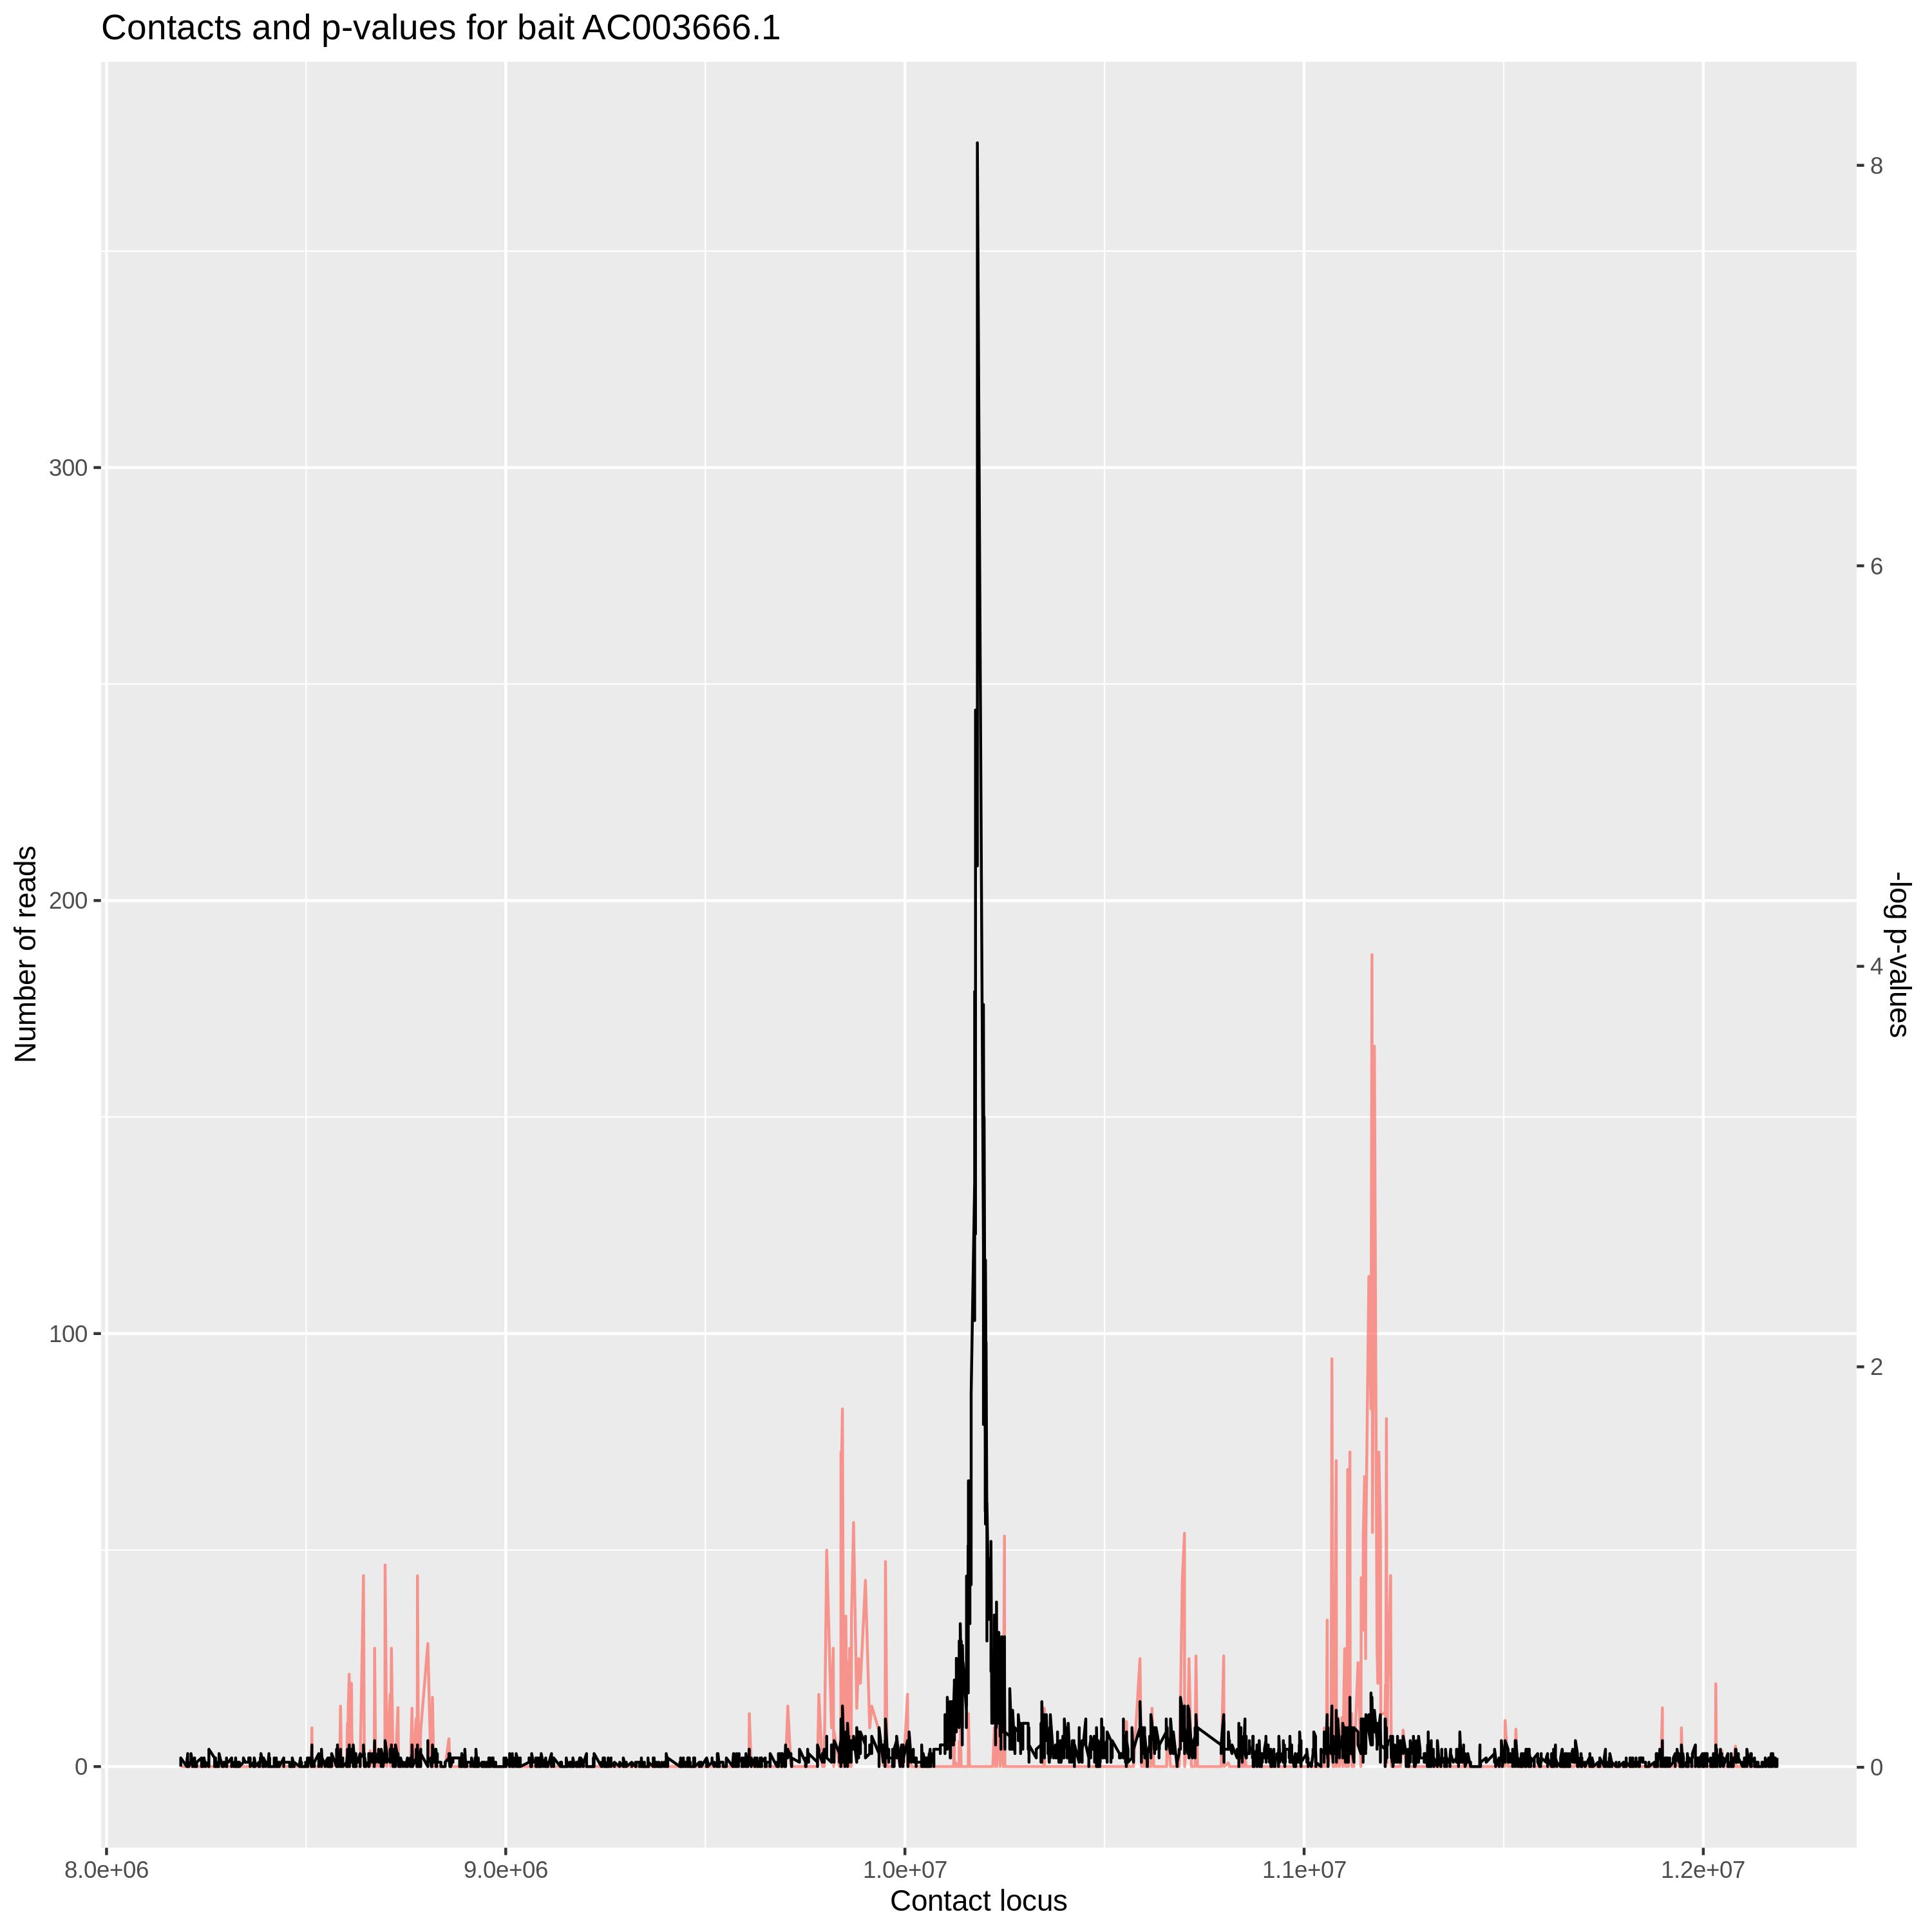 Contacts and p-values for bait AC003666.1
Number of reads
300
200
100
0
8
6
4
2
0
-log p-values
8.0e+06
9.0e+06
1.0e+07
1.1e+07
1.2e+07
Contact locus